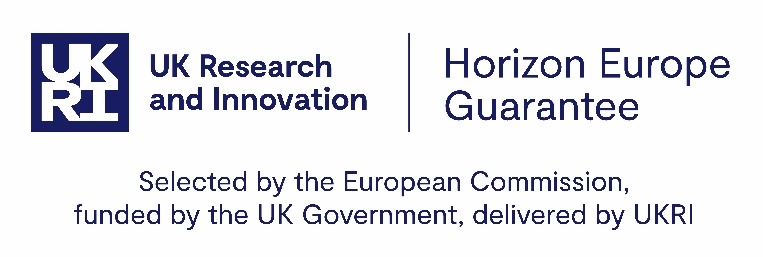 UK
RI
UK Research
and Innovation
Horizon Europe
Guarantee
Selected by the European Commission,
funded by the UK Government, delivered by UKRI